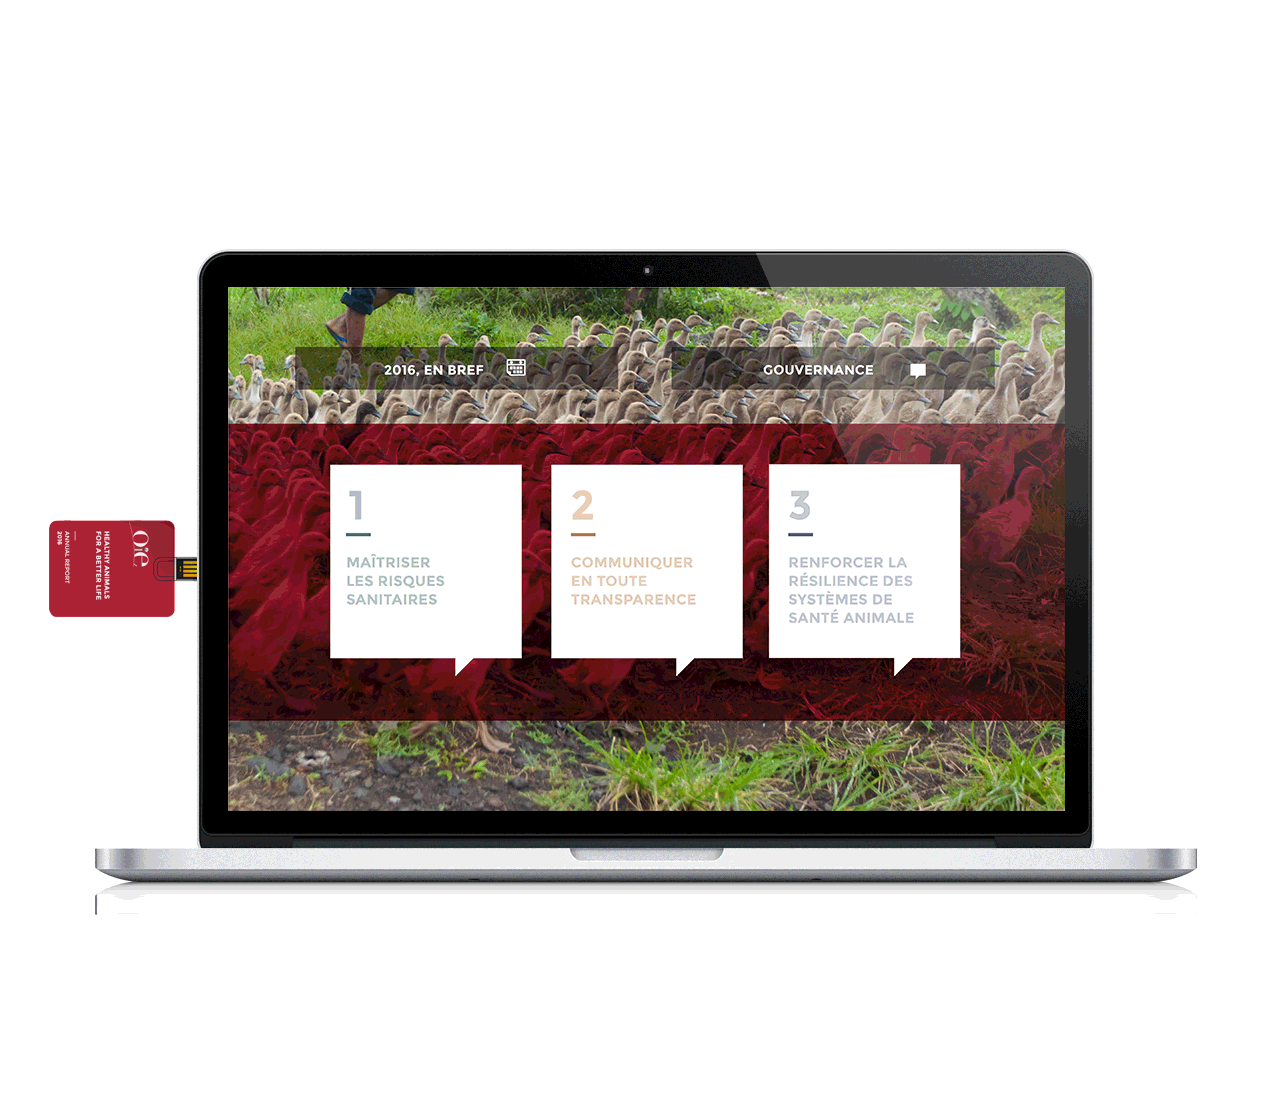 2016, EN BREF
GOUVERNANCE
1
MAÎTRISER
LES RISQUES
SANITAIRES
2
COMMUNIQUER
EN TOUTE
TRANSPARENCE
3
RENFORCER LA
RÉSILIENCE DES
SYSTÈMES DE
SANTÉ ANIMALE
Oie
HEALTHY ANIMALS
FOR A BETTER LIFE
ANNUAL REPORT
2016